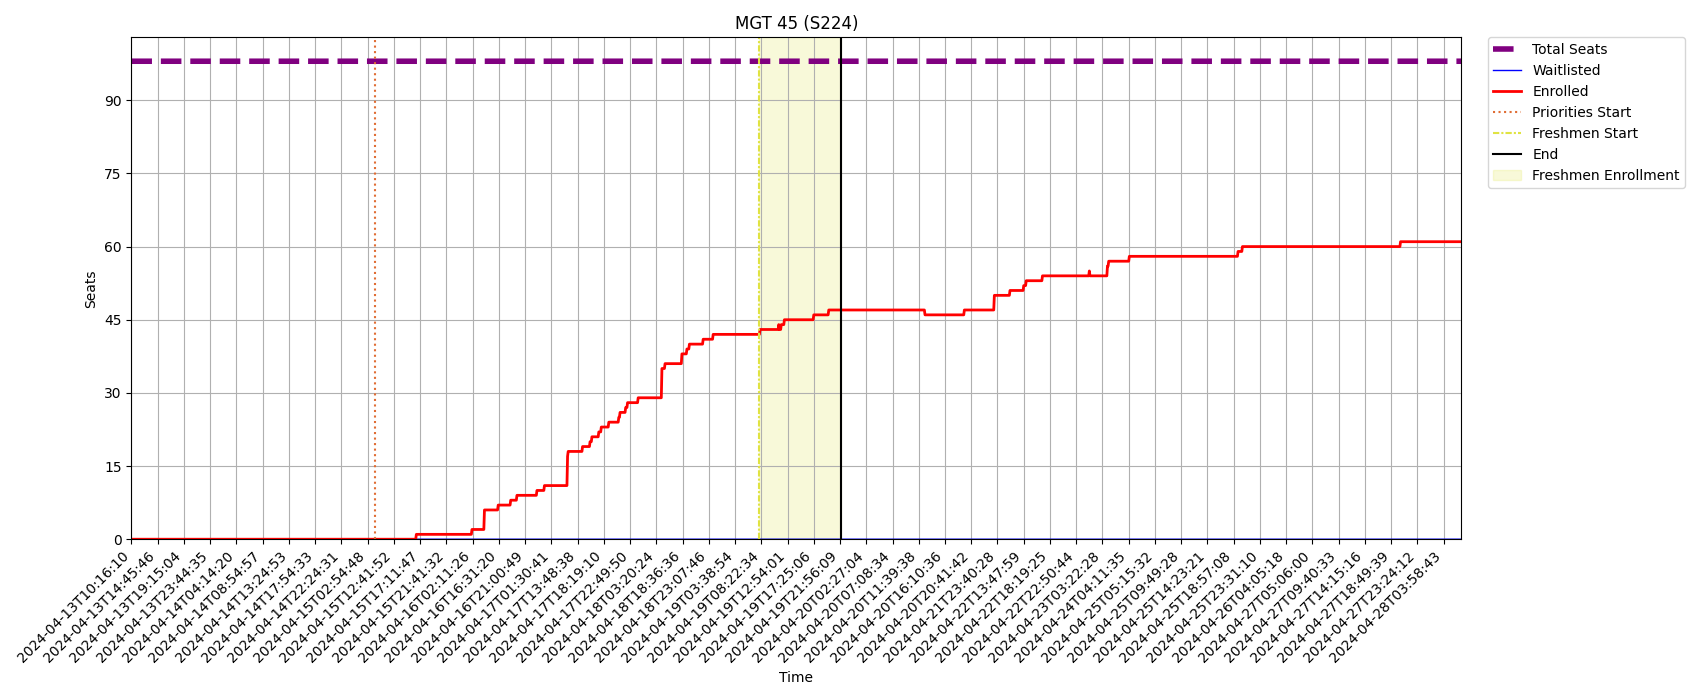 MGT 45 (S224)
Total Seats
Waitlisted
Enrolled
Priorities Start
Freshmen Start
End
Freshmen Enrollment
Seats
90
75
60
45
30
15
0
2024-04-13T10:16:10
2024-04-13T14:45:46
2024-04-13T19:15:04
2024-04-13T23:44:35
2024-04-14T04:14:20
2024-04-14T08:54:57
2024-04-14T13:24:53
2024-04-14T17:54:33
2024-04-14T22:24:31
2024-04-15T02:54:48
2024-04-15T12:41:52
2024-04-15T17:11:47
2024-04-15T21:41:32
2024-04-16T02:11:26
2024-04-16T16:31:20
2024-04-16T21:00:49
2024-04-17T01:30:41
2024-04-17T13:48:38
2024-04-17T18:19:10
2024-04-17T22:49:50
2024-04-18T03:20:24
2024-04-18T18:36:36
2024-04-18T23:07:46
2024-04-19T03:38:54
2024-04-19T08:22:34
2024-04-19T12:54:01
2024-04-19T17:25:06
2024-04-19T21:56:09
2024-04-20T02:27:04
2024-04-20T07:08:34
2024-04-20T11:39:38
2024-04-20T16:10:36
2024-04-20T20:41:42
2024-04-21T23:40:28
2024-04-22T13:47:59
2024-04-22T18:19:25
2024-04-22T22:50:44
2024-04-23T03:22:28
2024-04-24T04:11:35
2024-04-25T05:15:32
2024-04-25T09:49:28
2024-04-25T14:23:21
2024-04-25T18:57:08
2024-04-25T23:31:10
2024-04-26T04:05:18
2024-04-27T05:06:00
2024-04-27T09:40:33
2024-04-27T14:15:16
2024-04-27T18:49:39
2024-04-27T23:24:12
2024-04-28T03:58:43
Time